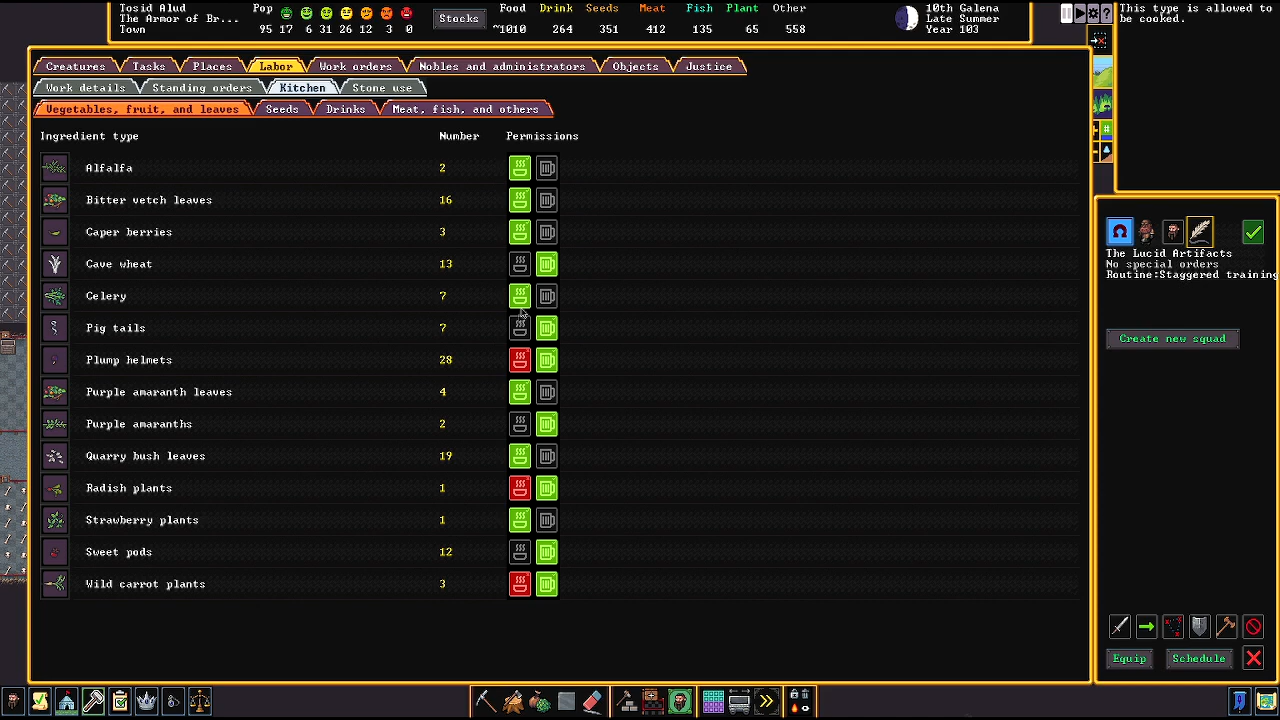 Tosid Alud
The Armor of Br...
Town
Pop
95 17 6 31 26 12 3 0
Stocks
Food Drink Seeds Meat Fish Plant Other
~1010 264 351 412 135 65 558
10th Galena
Late Summer
Year 103
This type is allowed to
be cooked.
Creatures Tasks Places Labor Work orders Nobles and administrators Objects Justice
Work details Standing orders Kitchen Stone use
Vegetables, fruit, and leaves Seeds Drinks Meat, fish, and others
Ingredient type Number Permissions
Alfalfa 2
Bitter vetch leaves 16
Caper berries 3
Cave wheat 13
Celery 7
Pig tails 7
Plump helmets 28
Purple amaranth leaves 4
Purple amaranths 2
Quarry bush leaves 19
Radish plants 1
Strawberry plants 1
Sweet pods 12
Wild carrot plants 3
The Lucid Artifacts
No special orders
Routine:Staggered training
Create new squad
Equip Schedule